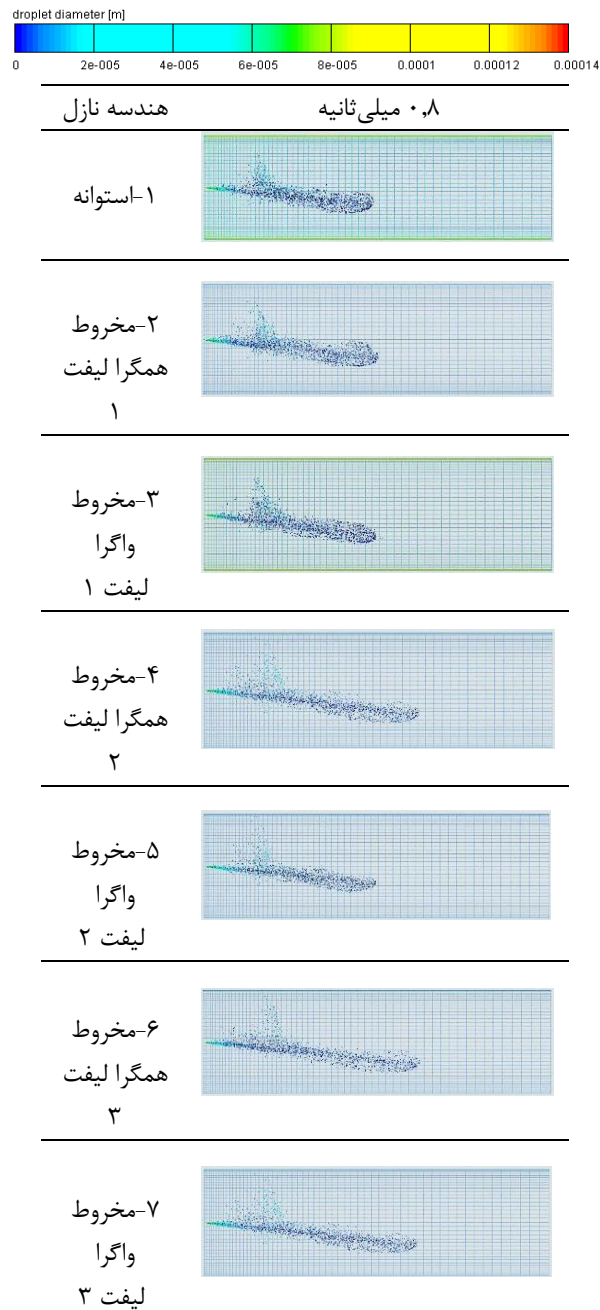 droplet diameter [m]
0 2e-005 4e-005 6e-005 8e-005 0.0001 0.00012 0.00014
هندسه نازل ۰٫۸ میلی‌ثانیه
۱-استوانه
۲-مخروط
همگرا لیفت
۱
۳-مخروط
واگرا
لیفت ۱
۴-مخروط
همگرا لیفت
۲
۵-مخروط
واگرا
لیفت ۲
۶-مخروط
همگرا لیفت
۳
۷-مخروط
واگرا
لیفت ۳